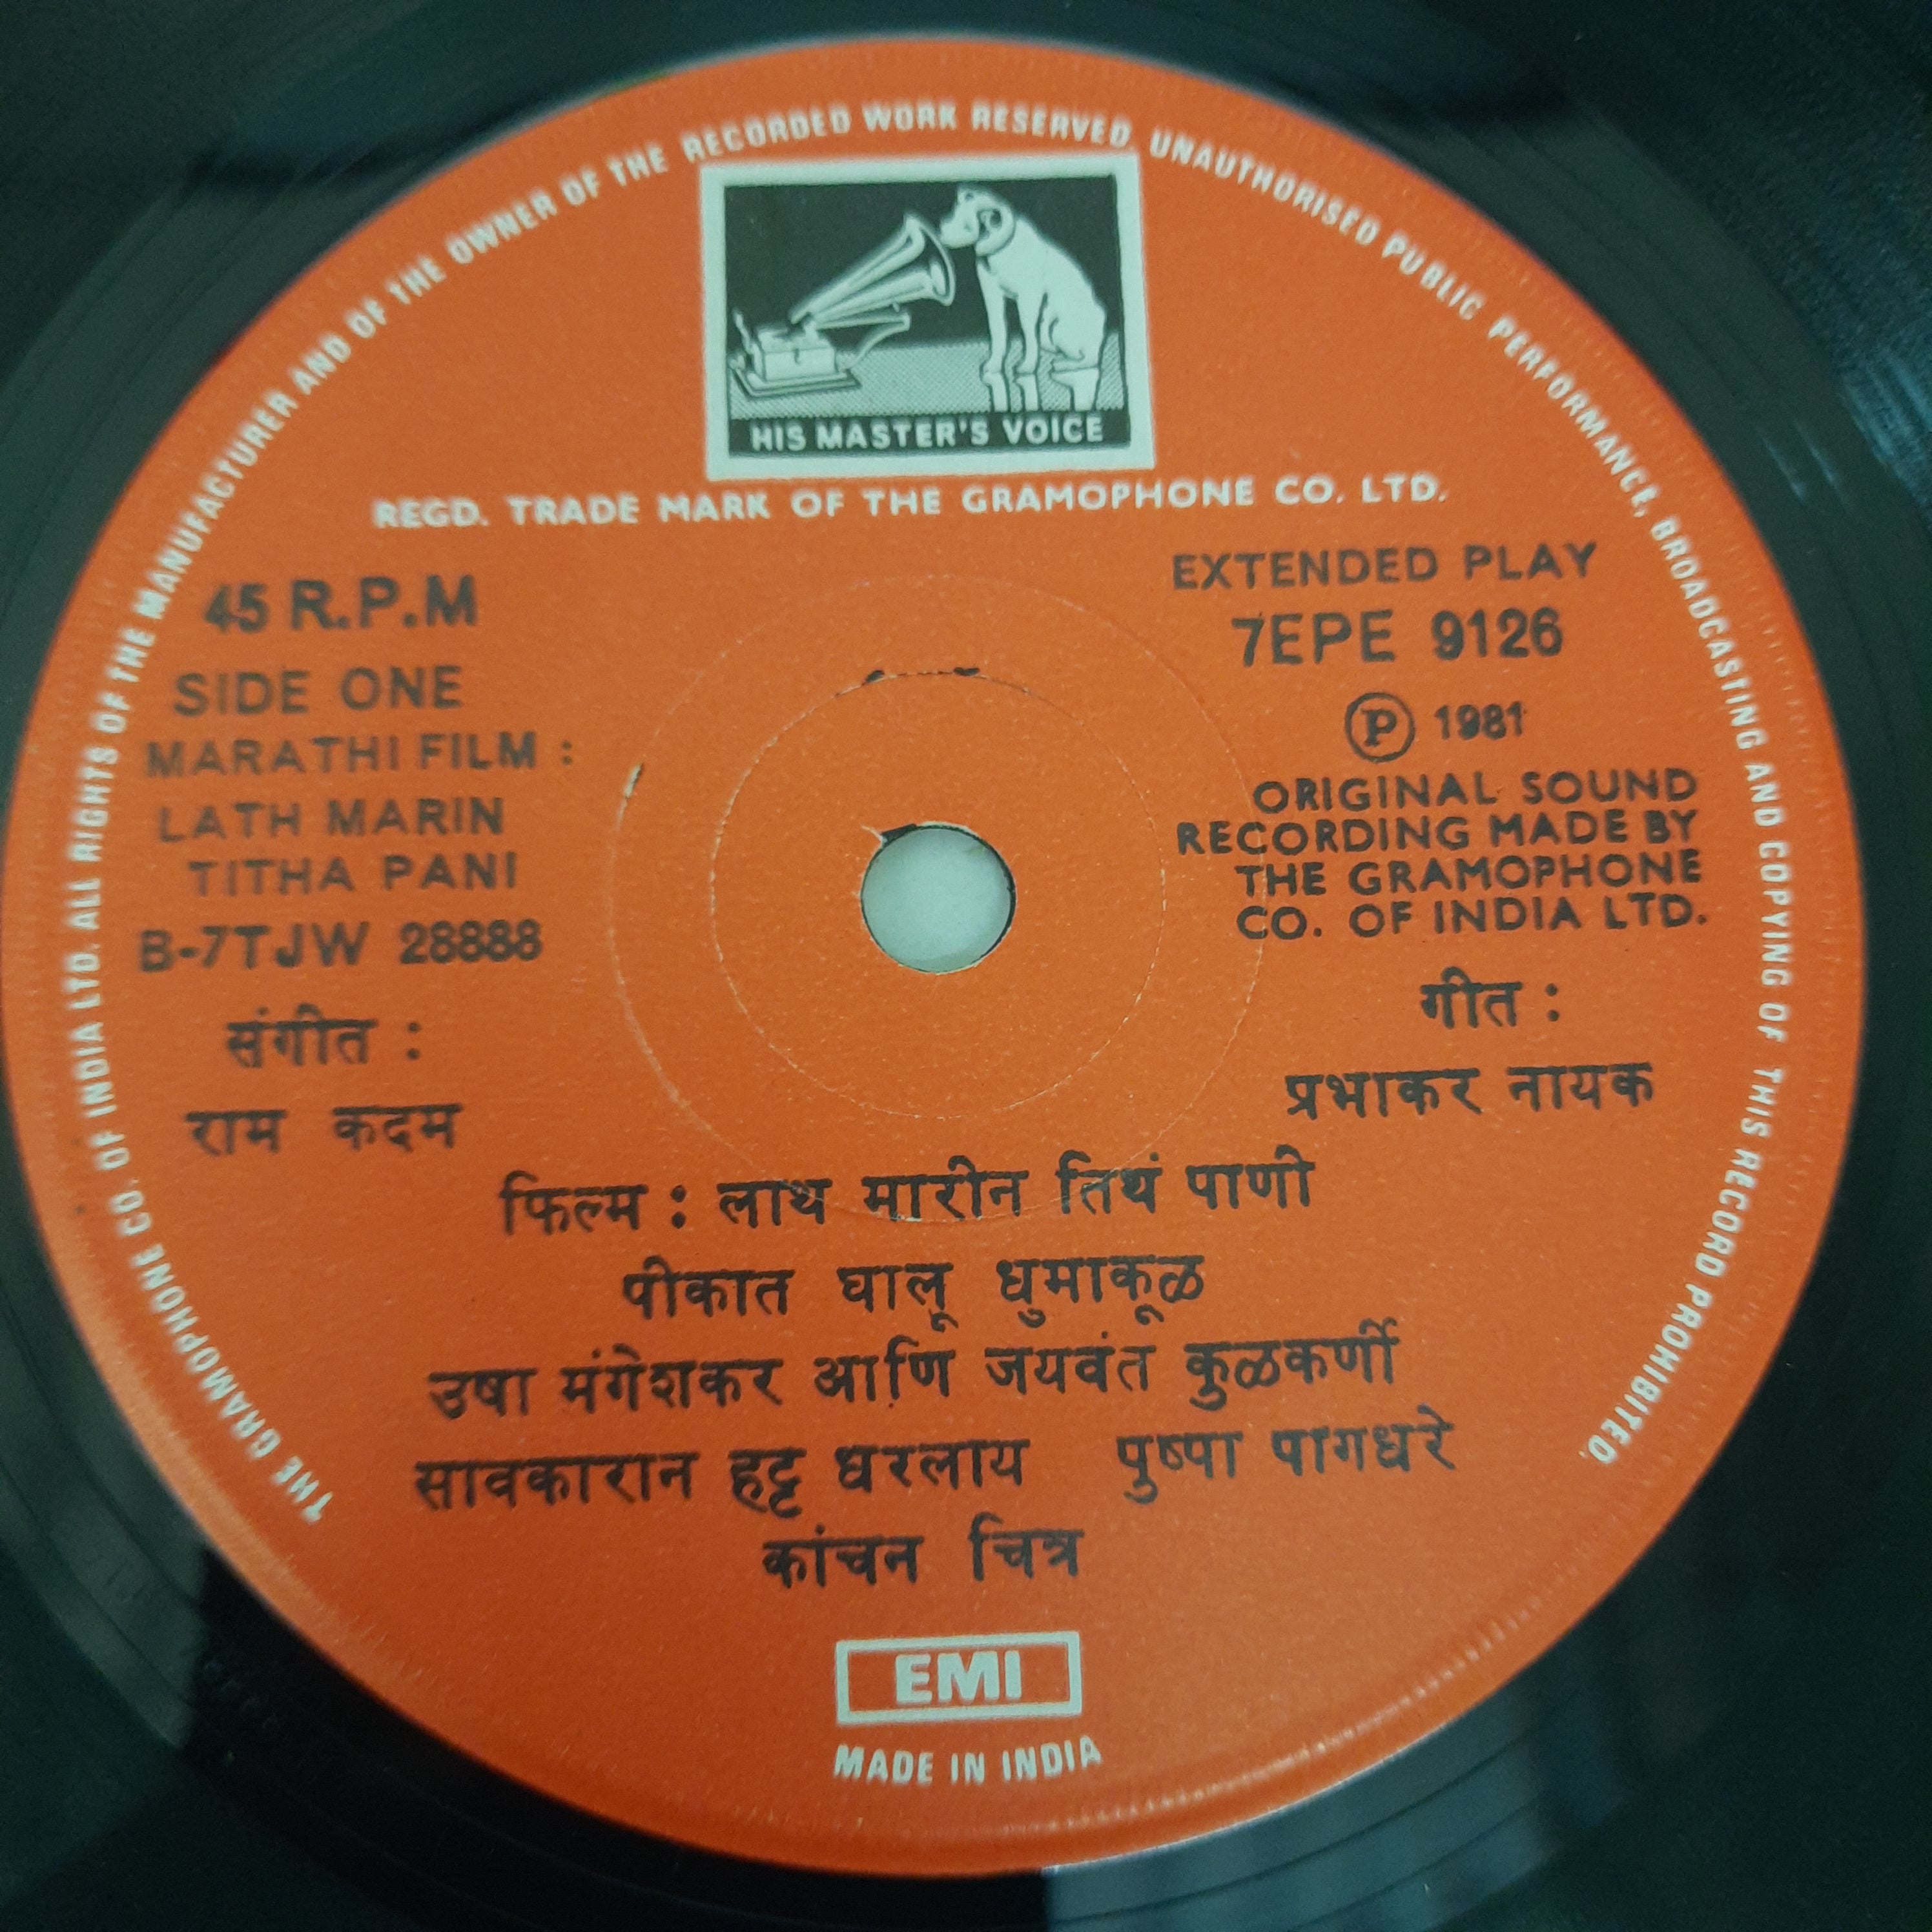 THE GRAMOPHONE CO. OF INDIA LTD. ALL RIGHTS OF THE MANUFACTURER AND OF THE OWNER OF THE RECORDED WORK RESERVED. UNAUTHORISED PUBLIC PERFORMANCE, BROADCASTING AND COPYING OF THIS RECORD PROHIBITED.
HIS MASTER'S VOICE
REGD. TRADE MARK OF THE GRAMOPHONE CO. LTD.
45 R.P.M
SIDE ONE
MARATHI FILM :
LATH MARIN
TITHA PANI
B-7TJW 28888
संगीत :
राम कदम
EXTENDED PLAY
7EPE 9126
Ⓟ 1981
ORIGINAL SOUND
RECORDING MADE BY
THE GRAMOPHONE
CO. OF INDIA LTD.
गीत :
प्रभाकर नायक
फिल्म : लाथ मारीन तिथं पाणी
पीकात घालू धुमाकूळ
उषा मंगेशकर आणि जयवंत कुळकर्णी
सावकारान हट्ट धरलाय पुष्पा पागधरे
कांचन चित्र
EMI
MADE IN INDIA